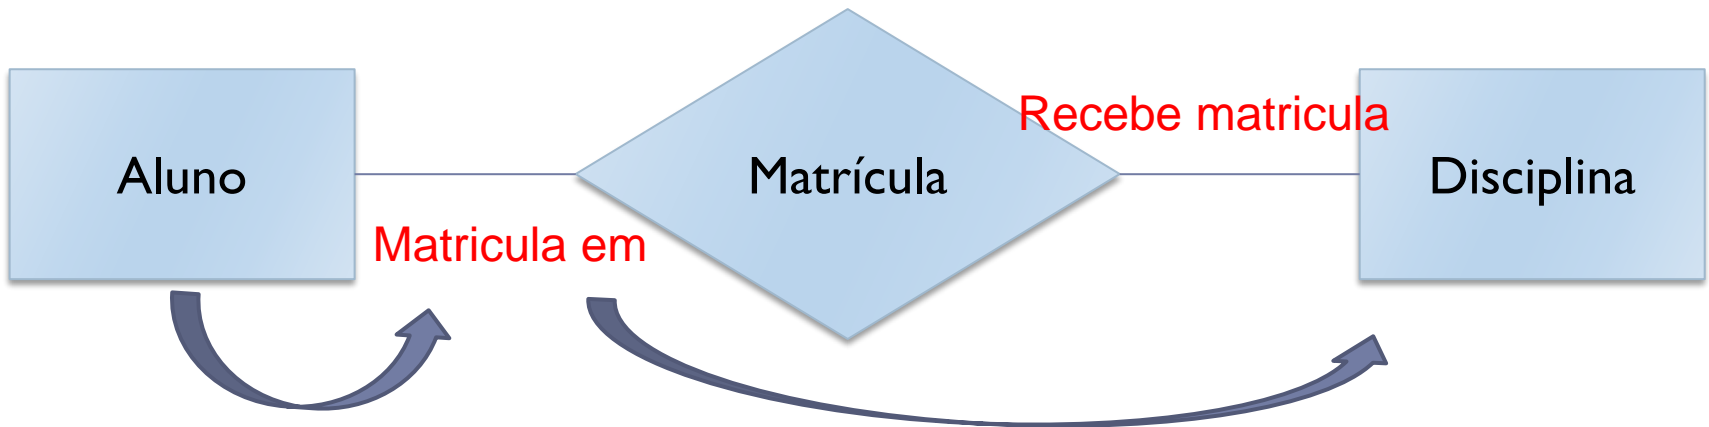 Aluno
Matricula em
Matrícula
Recebe matricula
Disciplina